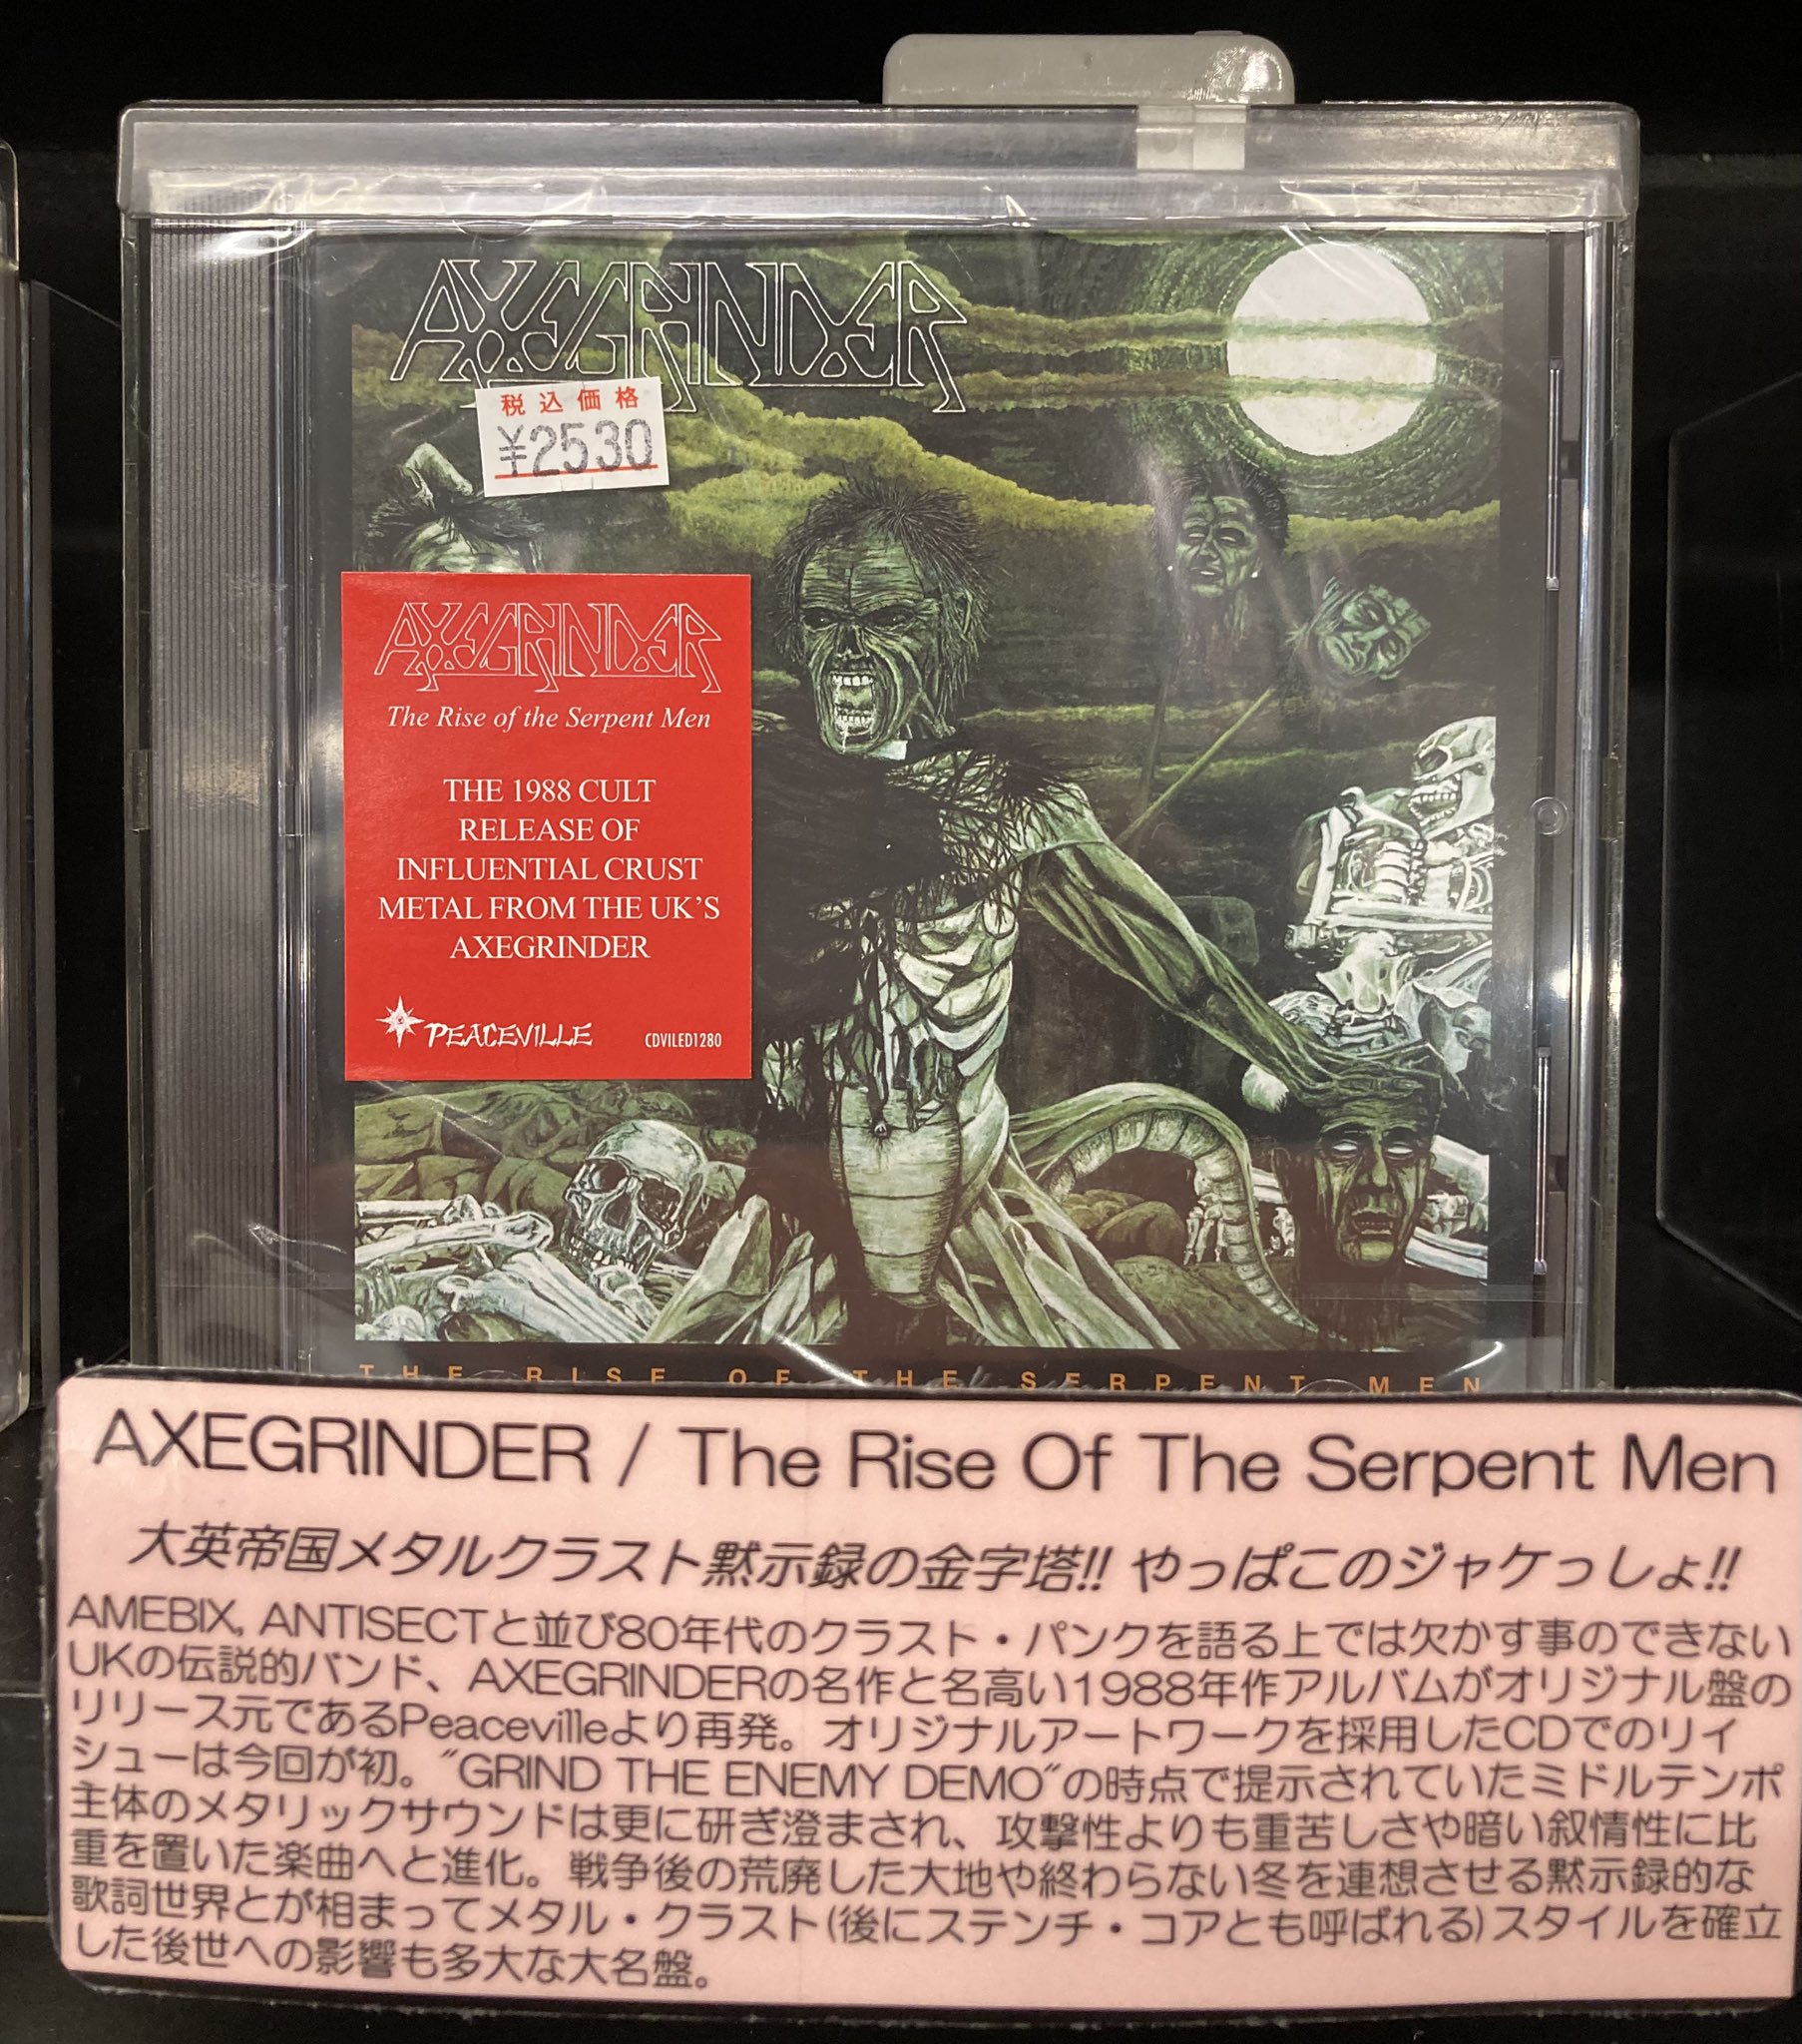 AXEGRINDER
税込価格
¥2530
AXEGRINDER
The Rise of the Serpent Men
THE 1988 CULT
RELEASE OF
INFLUENTIAL CRUST
METAL FROM THE UK'S
AXEGRINDER
PEACEVILLE
CDVILED1280
THE RISE OF THE SERPENT MEN
AXEGRINDER / The Rise Of The Serpent Men
大英帝国メタルクラスト黙示録の金字塔!! やっぱこのジャケっしょ!!
AMEBIX, ANTISECTと並び80年代のクラスト・パンクを語る上では欠かす事のできない
UKの伝説的バンド、AXEGRINDERの名作と名高い1988年作アルバムがオリジナル盤の
リリース元であるPeacevilleより再発。オリジナルアートワークを採用したCDでのリイ
シューは今回が初。"GRIND THE ENEMY DEMO"の時点で提示されていたミドルテンポ
主体のメタリックサウンドは更に研ぎ澄まされ、攻撃性よりも重苦しさや暗い叙情性に比
重を置いた楽曲へと進化。戦争後の荒廃した大地や終わらない冬を連想させる黙示録的な
歌詞世界とが相まってメタル・クラスト(後にステンチ・コアとも呼ばれる)スタイルを確立
した後世への影響も多大な大名盤。